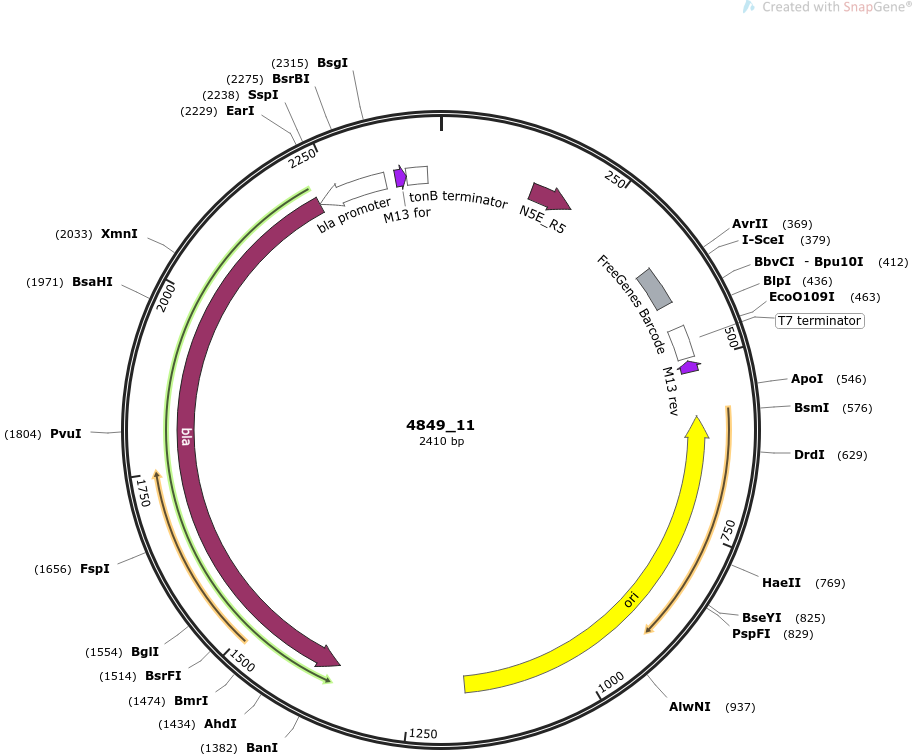 Created with SnapGene®
(2315) BsgI
(2275) BsrBI
(2238) SspI
(2229) EarI
2250
250
bla promoter
M13 for
tonB terminator
N5E_R5
AvrII (369)
I-SceI (379)
BbvCI - Bpu10I (412)
BlpI (436)
EcoO109I (463)
T7 terminator
500
FreeGenes Barcode
M13 rev
(2033) XmnI
(1971) BsaHI
2000
ApoI (546)
BsmI (576)
DrdI (629)
4849_11
2410 bp
bla
(1804) PvuI
1750
750
(1656) FspI
HaeII (769)
ori
BseYI (825)
PspFI (829)
(1554) BglI
(1514) BsrFI
(1474) BmrI
(1434) AhdI
(1382) BanI
1500
1250
1000
AlwNI (937)